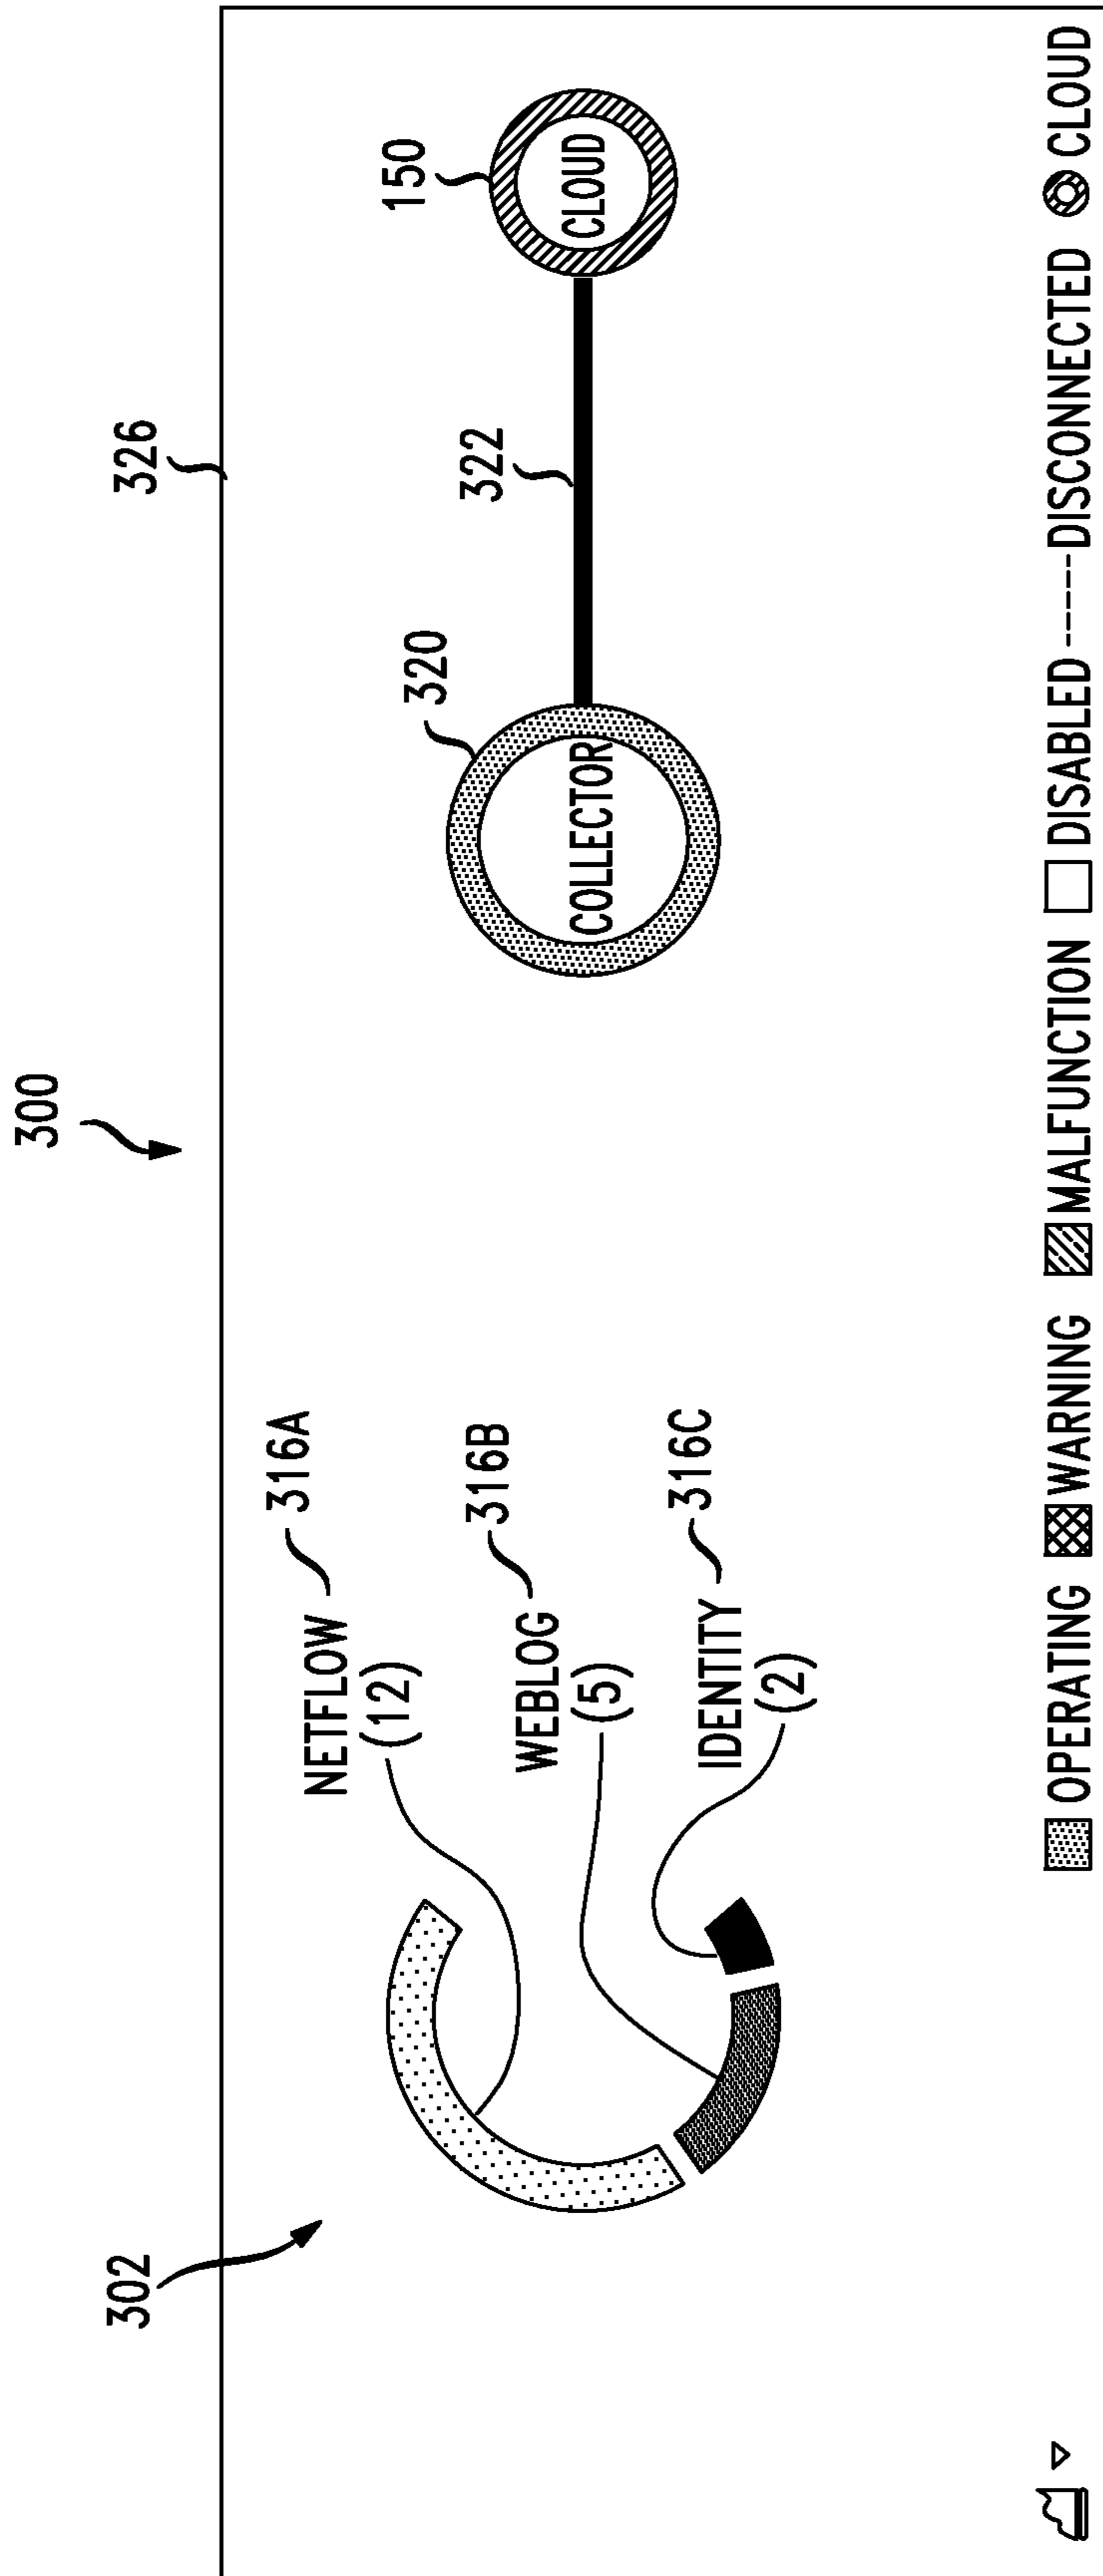 300
302
326
NETFLOW
(12)
316A
WEBLOG
(5)
316B
IDENTITY
(2)
316C
320
COLLECTOR
322
150
CLOUD
OPERATING WARNING MALFUNCTION DISABLED DISCONNECTED CLOUD